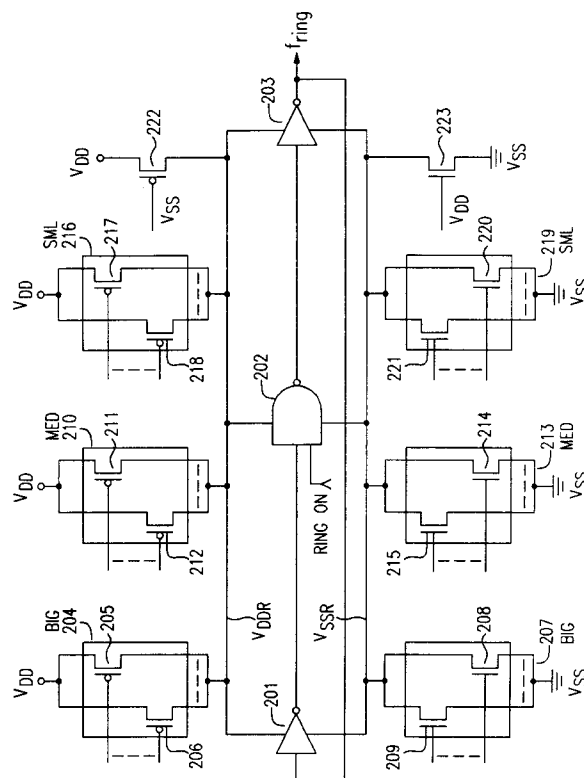 V_DD
BIG 204
205
206
V_DD
MED 210
211
212
V_DD
SML 216
217
218
V_DD
222
V_SS
V_DDR
201
202
203
f_ring
RING ON
V_SSR
209
208
207 BIG
V_SS
215
214
213 MED
V_SS
221
220
219 SML
V_SS
V_DD
223
V_SS